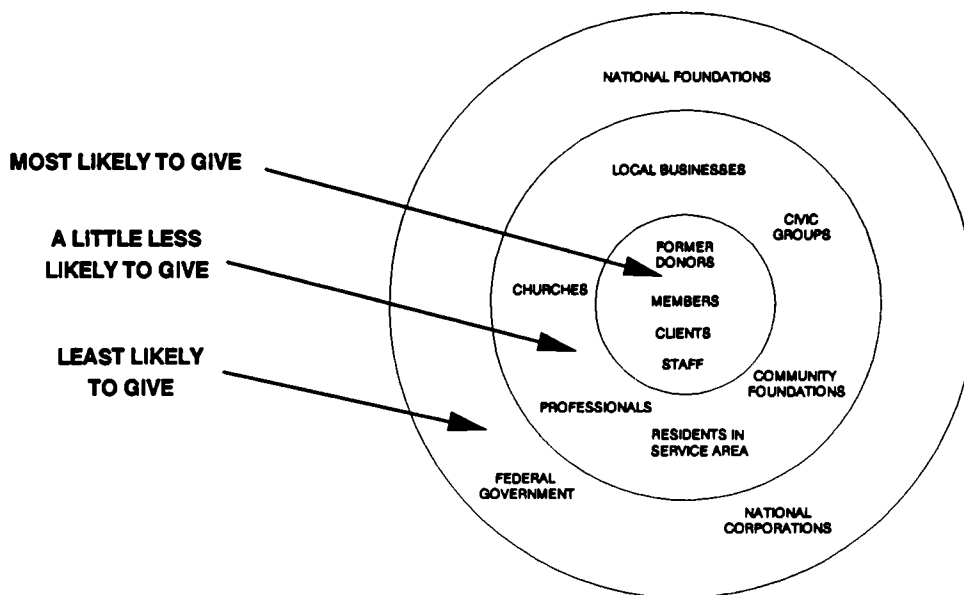 NATIONAL FOUNDATIONS
MOST LIKELY TO GIVE
LOCAL BUSINESSES
CIVIC
GROUPS
A LITTLE LESS
LIKELY TO GIVE
FORMER
DONORS
CHURCHES
MEMBERS
CLIENTS
STAFF
LEAST LIKELY
TO GIVE
COMMUNITY
FOUNDATIONS
PROFESSIONALS
RESIDENTS IN
SERVICE AREA
FEDERAL
GOVERNMENT
NATIONAL
CORPORATIONS